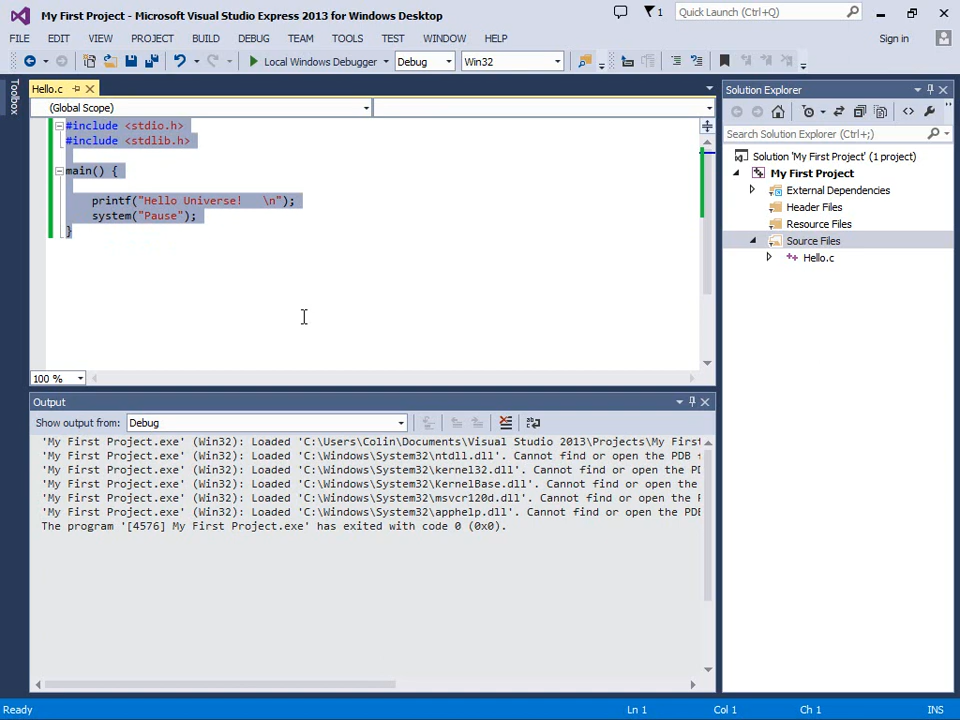 My First Project - Microsoft Visual Studio Express 2013 for Windows Desktop
1
Quick Launch (Ctrl+Q)
FILE EDIT VIEW PROJECT BUILD DEBUG TEAM TOOLS TEST WINDOW HELP
Sign in
Local Windows Debugger
Debug
Win32
Toolbox
Hello.c
(Global Scope)
#include <stdio.h>
#include <stdlib.h>
main() {
printf("Hello Universe!   \n");
system("Pause");
}
100 %
Solution Explorer
Search Solution Explorer (Ctrl+;)
Solution 'My First Project' (1 project)
My First Project
External Dependencies
Header Files
Resource Files
Source Files
Hello.c
Output
Show output from: Debug
'My First Project.exe' (Win32): Loaded 'C:\Users\Colin\Documents\Visual Studio 2013\Projects\My First
'My First Project.exe' (Win32): Loaded 'C:\Windows\System32\ntdll.dll'. Cannot find or open the PDB
'My First Project.exe' (Win32): Loaded 'C:\Windows\System32\kernel32.dll'. Cannot find or open the
'My First Project.exe' (Win32): Loaded 'C:\Windows\System32\KernelBase.dll'. Cannot find or open the
'My First Project.exe' (Win32): Loaded 'C:\Windows\System32\msvcr120d.dll'. Cannot find or open the
'My First Project.exe' (Win32): Loaded 'C:\Windows\System32\apphelp.dll'. Cannot find or open the PDB
The program '[4576] My First Project.exe' has exited with code 0 (0x0).
Ready
Ln 1
Col 1
Ch 1
INS